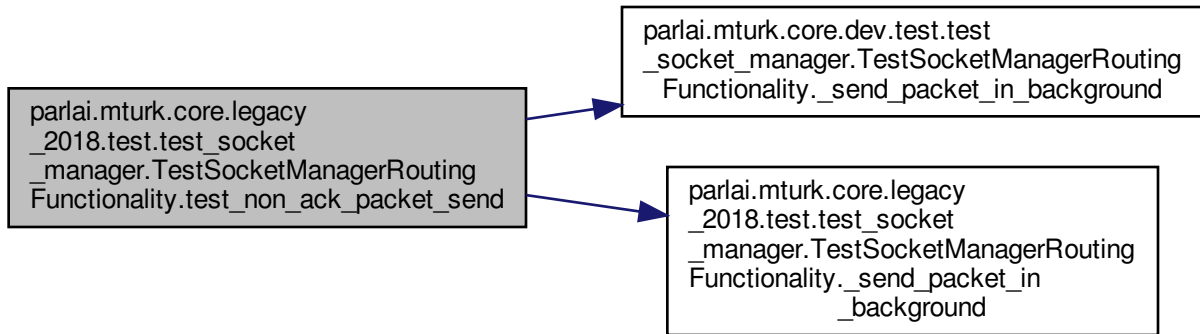 parlai.mturk.core.legacy
_2018.test.test_socket
_manager.TestSocketManagerRouting
Functionality.test_non_ack_packet_send
parlai.mturk.core.dev.test.test
_socket_manager.TestSocketManagerRouting
Functionality._send_packet_in_background
parlai.mturk.core.legacy
_2018.test.test_socket
_manager.TestSocketManagerRouting
Functionality._send_packet_in
_background